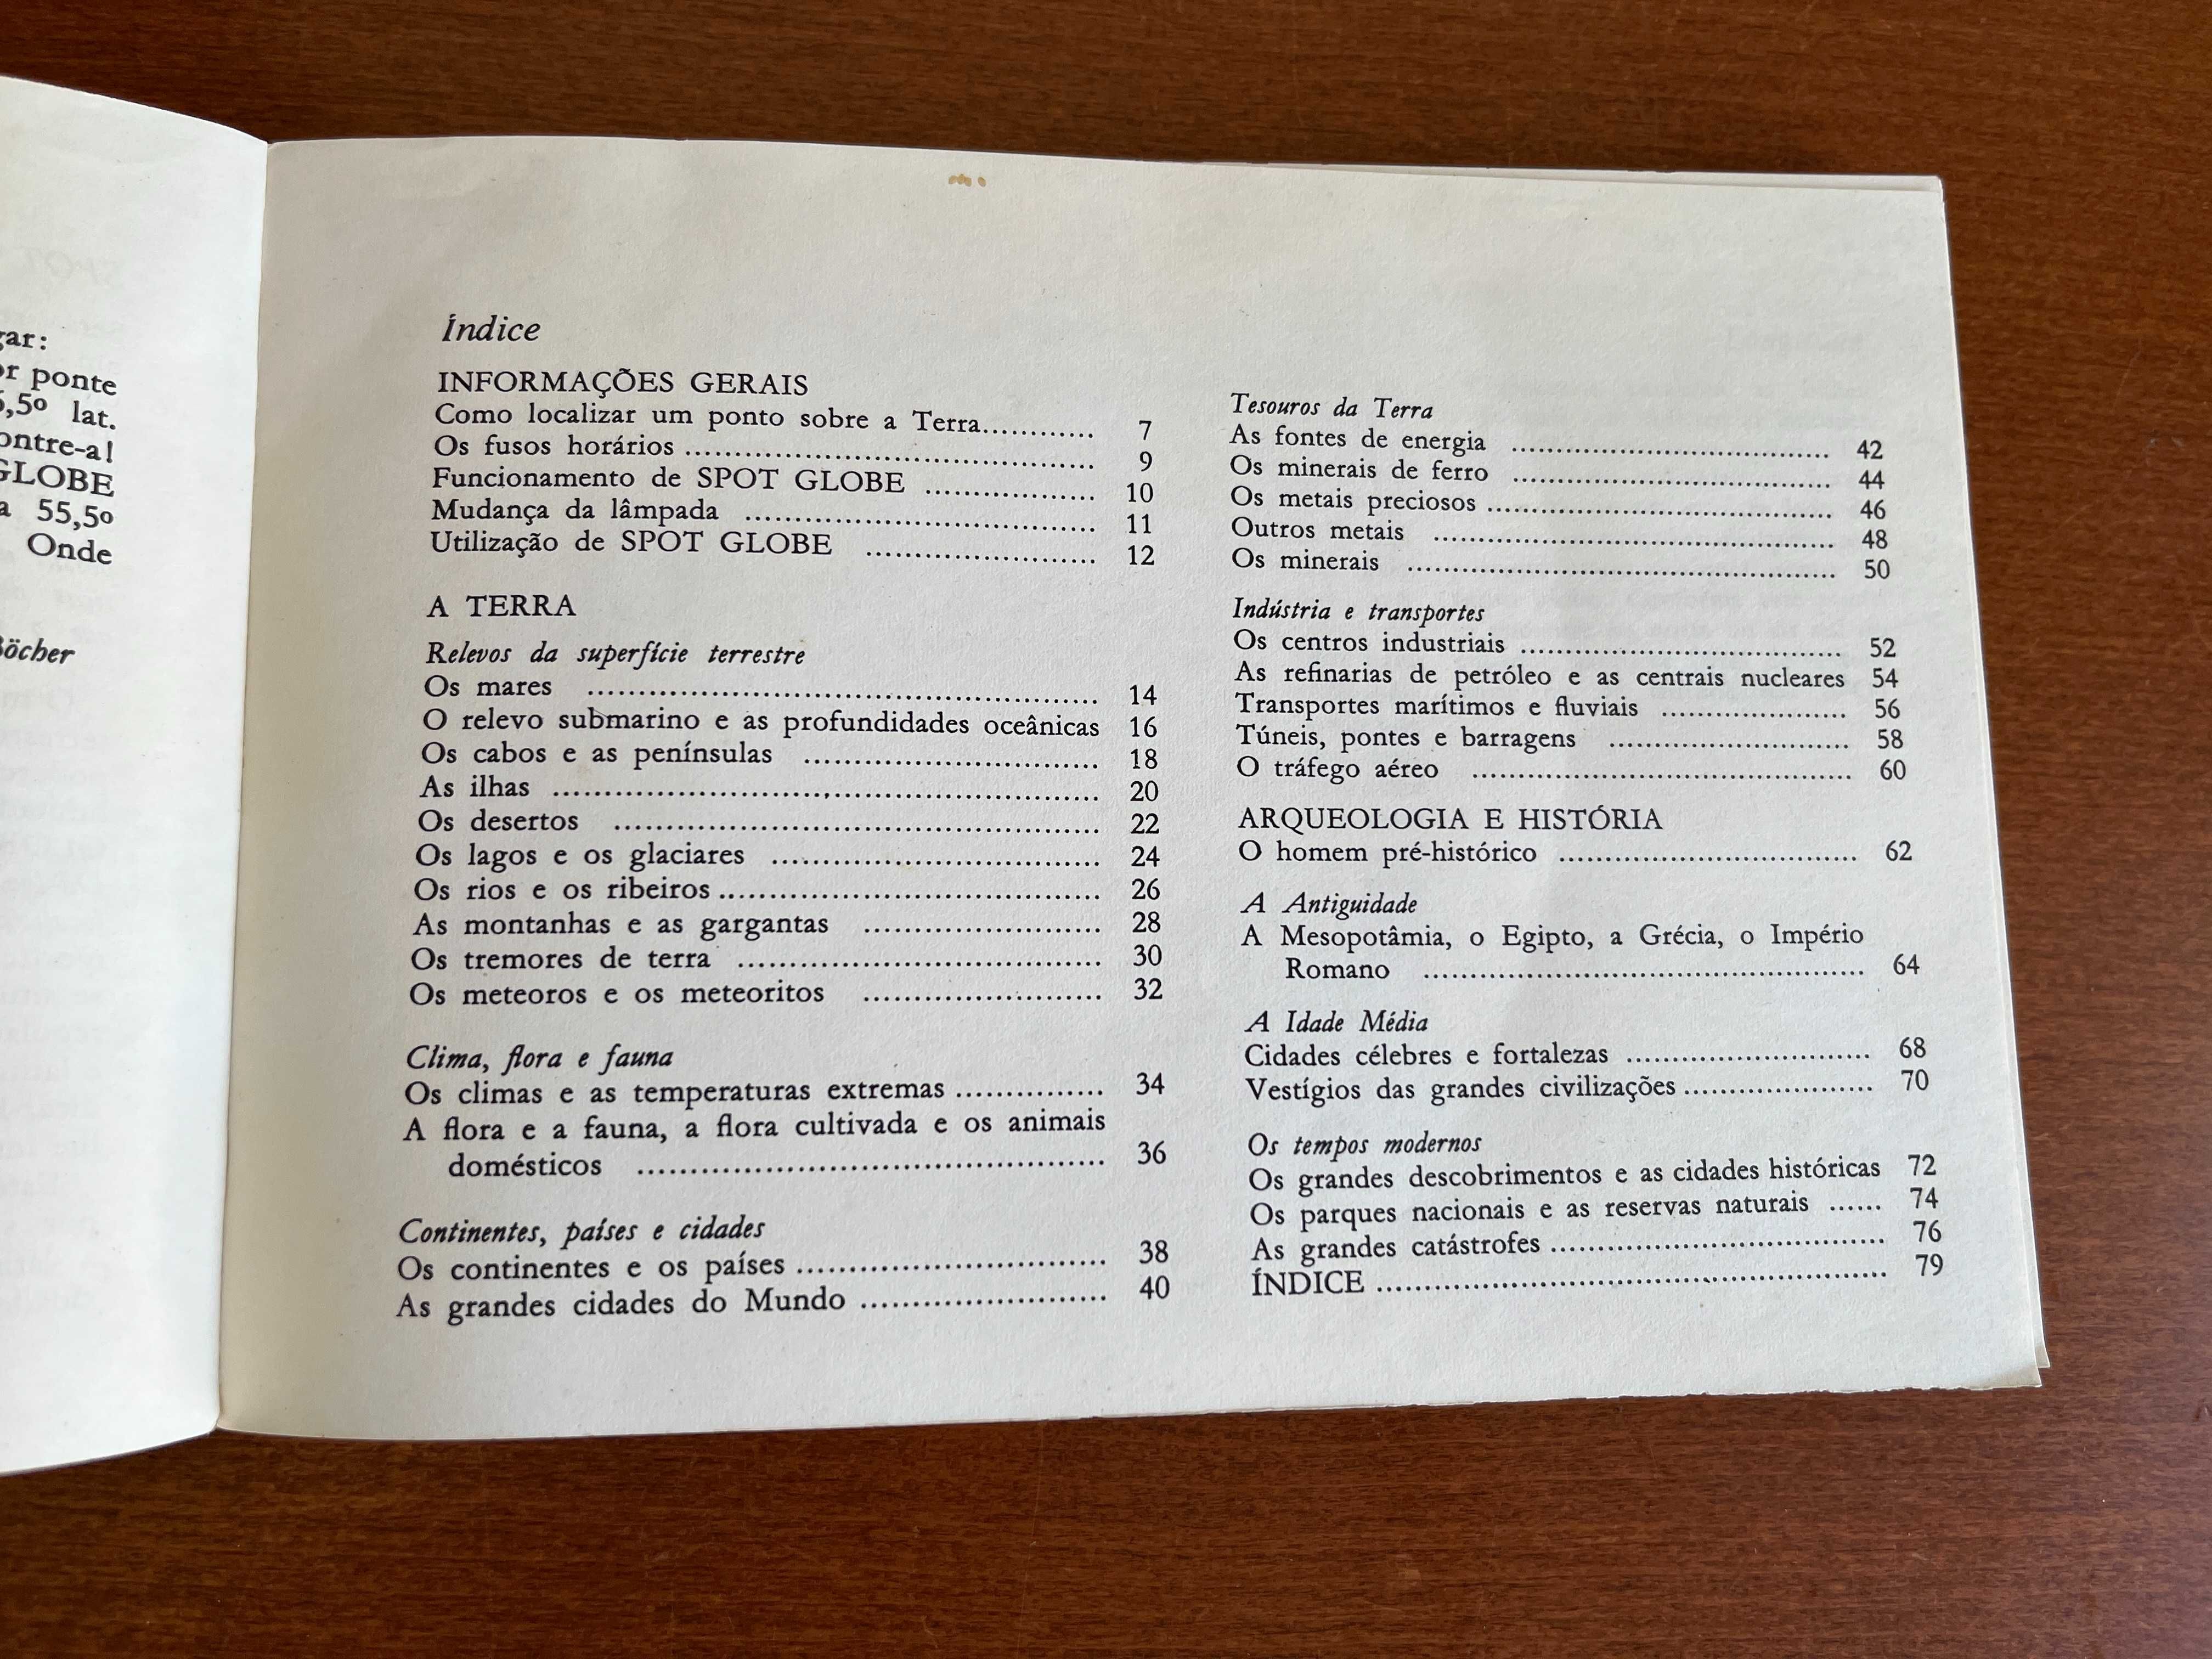 gar:
or ponte
lat.
GLOBE
a 55,5º
Onde
Böcher
Índice
INFORMAÇÕES GERAIS
Como localizar um ponto sobre a Terra............ 7
Os fusos horários ........................................ 9
Funcionamento de SPOT GLOBE ................. 10
Mudança da lâmpada ................................... 11
Utilização de SPOT GLOBE ....................... 12
A TERRA
Relevos da superfície terrestre
Os mares .................................................. 14
O relevo submarino e as profundidades oceânicas 16
Os cabos e as penínsulas ............................. 18
As ilhas ..................................................... 20
Os desertos ............................................... 22
Os lagos e os glaciares ................................ 24
Os rios e os ribeiros ..................................... 26
As montanhas e as gargantas ....................... 28
Os tremores de terra .................................... 30
Os meteoros e os meteoritos ........................ 32
Clima, flora e fauna
Os climas e as temperaturas extremas ............... 34
A flora e a fauna, a flora cultivada e os animais
domésticos ............................................. 36
Continentes, países e cidades
Os continentes e os países .............................. 38
As grandes cidades do Mundo ........................ 40
Tesouros da Terra
As fontes de energia ................................... 42
Os minerais de ferro ................................... 44
Os metais preciosos ..................................... 46
Outros metais ............................................ 48
Os minerais ............................................... 50
Indústria e transportes
Os centros industriais ................................... 52
As refinarias de petróleo e as centrais nucleares 54
Transportes marítimos e fluviais .................... 56
Túneis, pontes e barragens .......................... 58
O tráfego aéreo .......................................... 60
ARQUEOLOGIA E HISTÓRIA
O homem pré-histórico ................................. 62
A Antiguidade
A Mesopotâmia, o Egipto, a Grécia, o Império
Romano ................................................ 64
A Idade Média
Cidades célebres e fortalezas ........................... 68
Vestígios das grandes civilizações .................... 70
Os tempos modernos
Os grandes descobrimentos e as cidades históricas 72
Os parques nacionais e as reservas naturais ...... 74
As grandes catástrofes .................................... 76
ÍNDICE ...................................................... 79